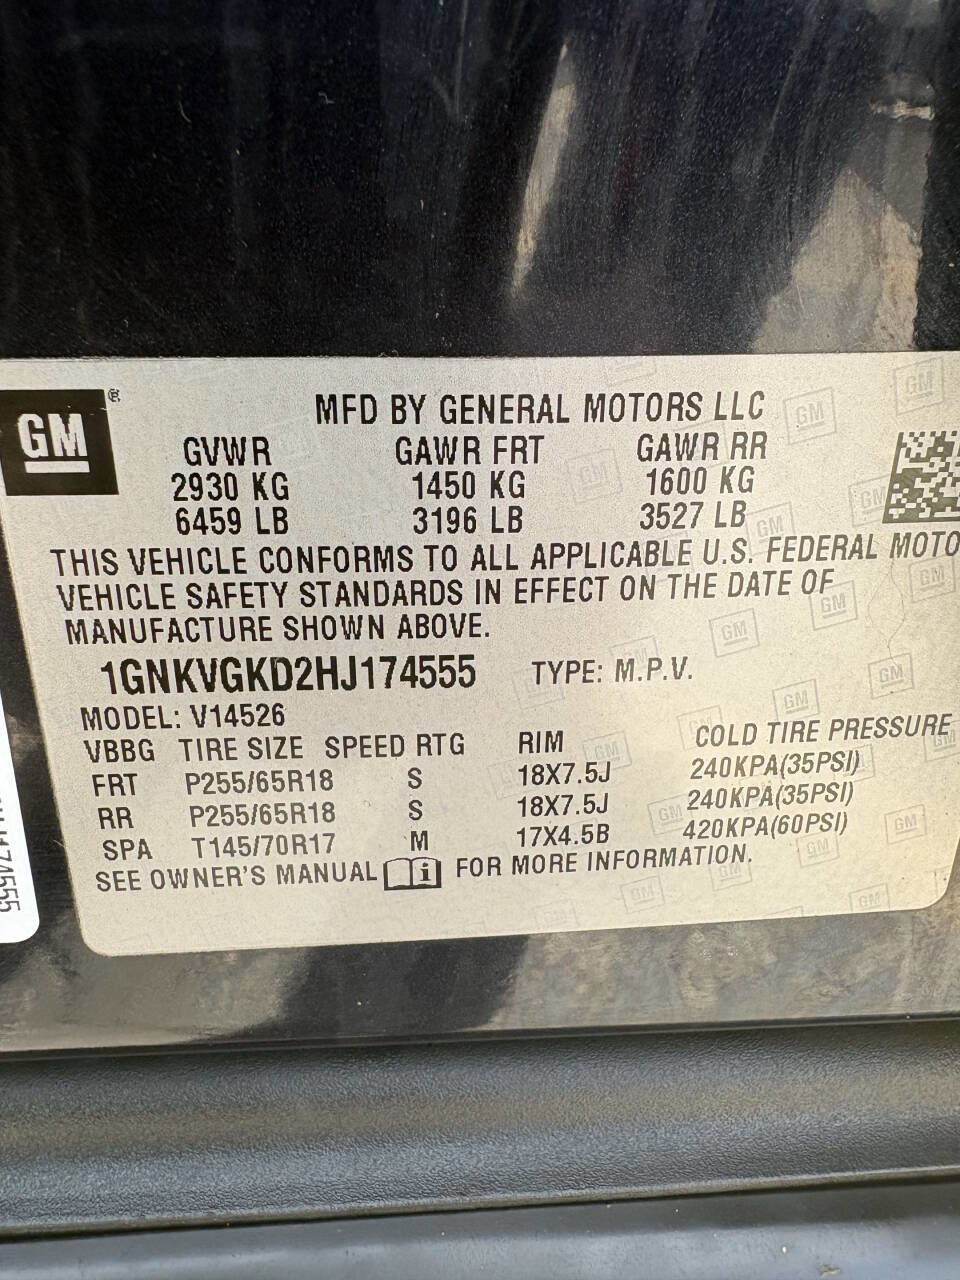 GM
MFD BY GENERAL MOTORS LLC
GVWR GAWR FRT GAWR RR
2930 KG 1450 KG 1600 KG
6459 LB 3196 LB 3527 LB
THIS VEHICLE CONFORMS TO ALL APPLICABLE U.S. FEDERAL MOTO
VEHICLE SAFETY STANDARDS IN EFFECT ON THE DATE OF
MANUFACTURE SHOWN ABOVE.
1GNKVGKD2HJ174555 TYPE: M.P.V.
MODEL: V14526
VBBG TIRE SIZE SPEED RTG RIM COLD TIRE PRESSURE
FRT P255/65R18 S 18X7.5J 240KPA(35PSI)
RR P255/65R18 S 18X7.5J 240KPA(35PSI)
SPA T145/70R17 M 17X4.5B 420KPA(60PSI)
SEE OWNER'S MANUAL i FOR MORE INFORMATION.
174555